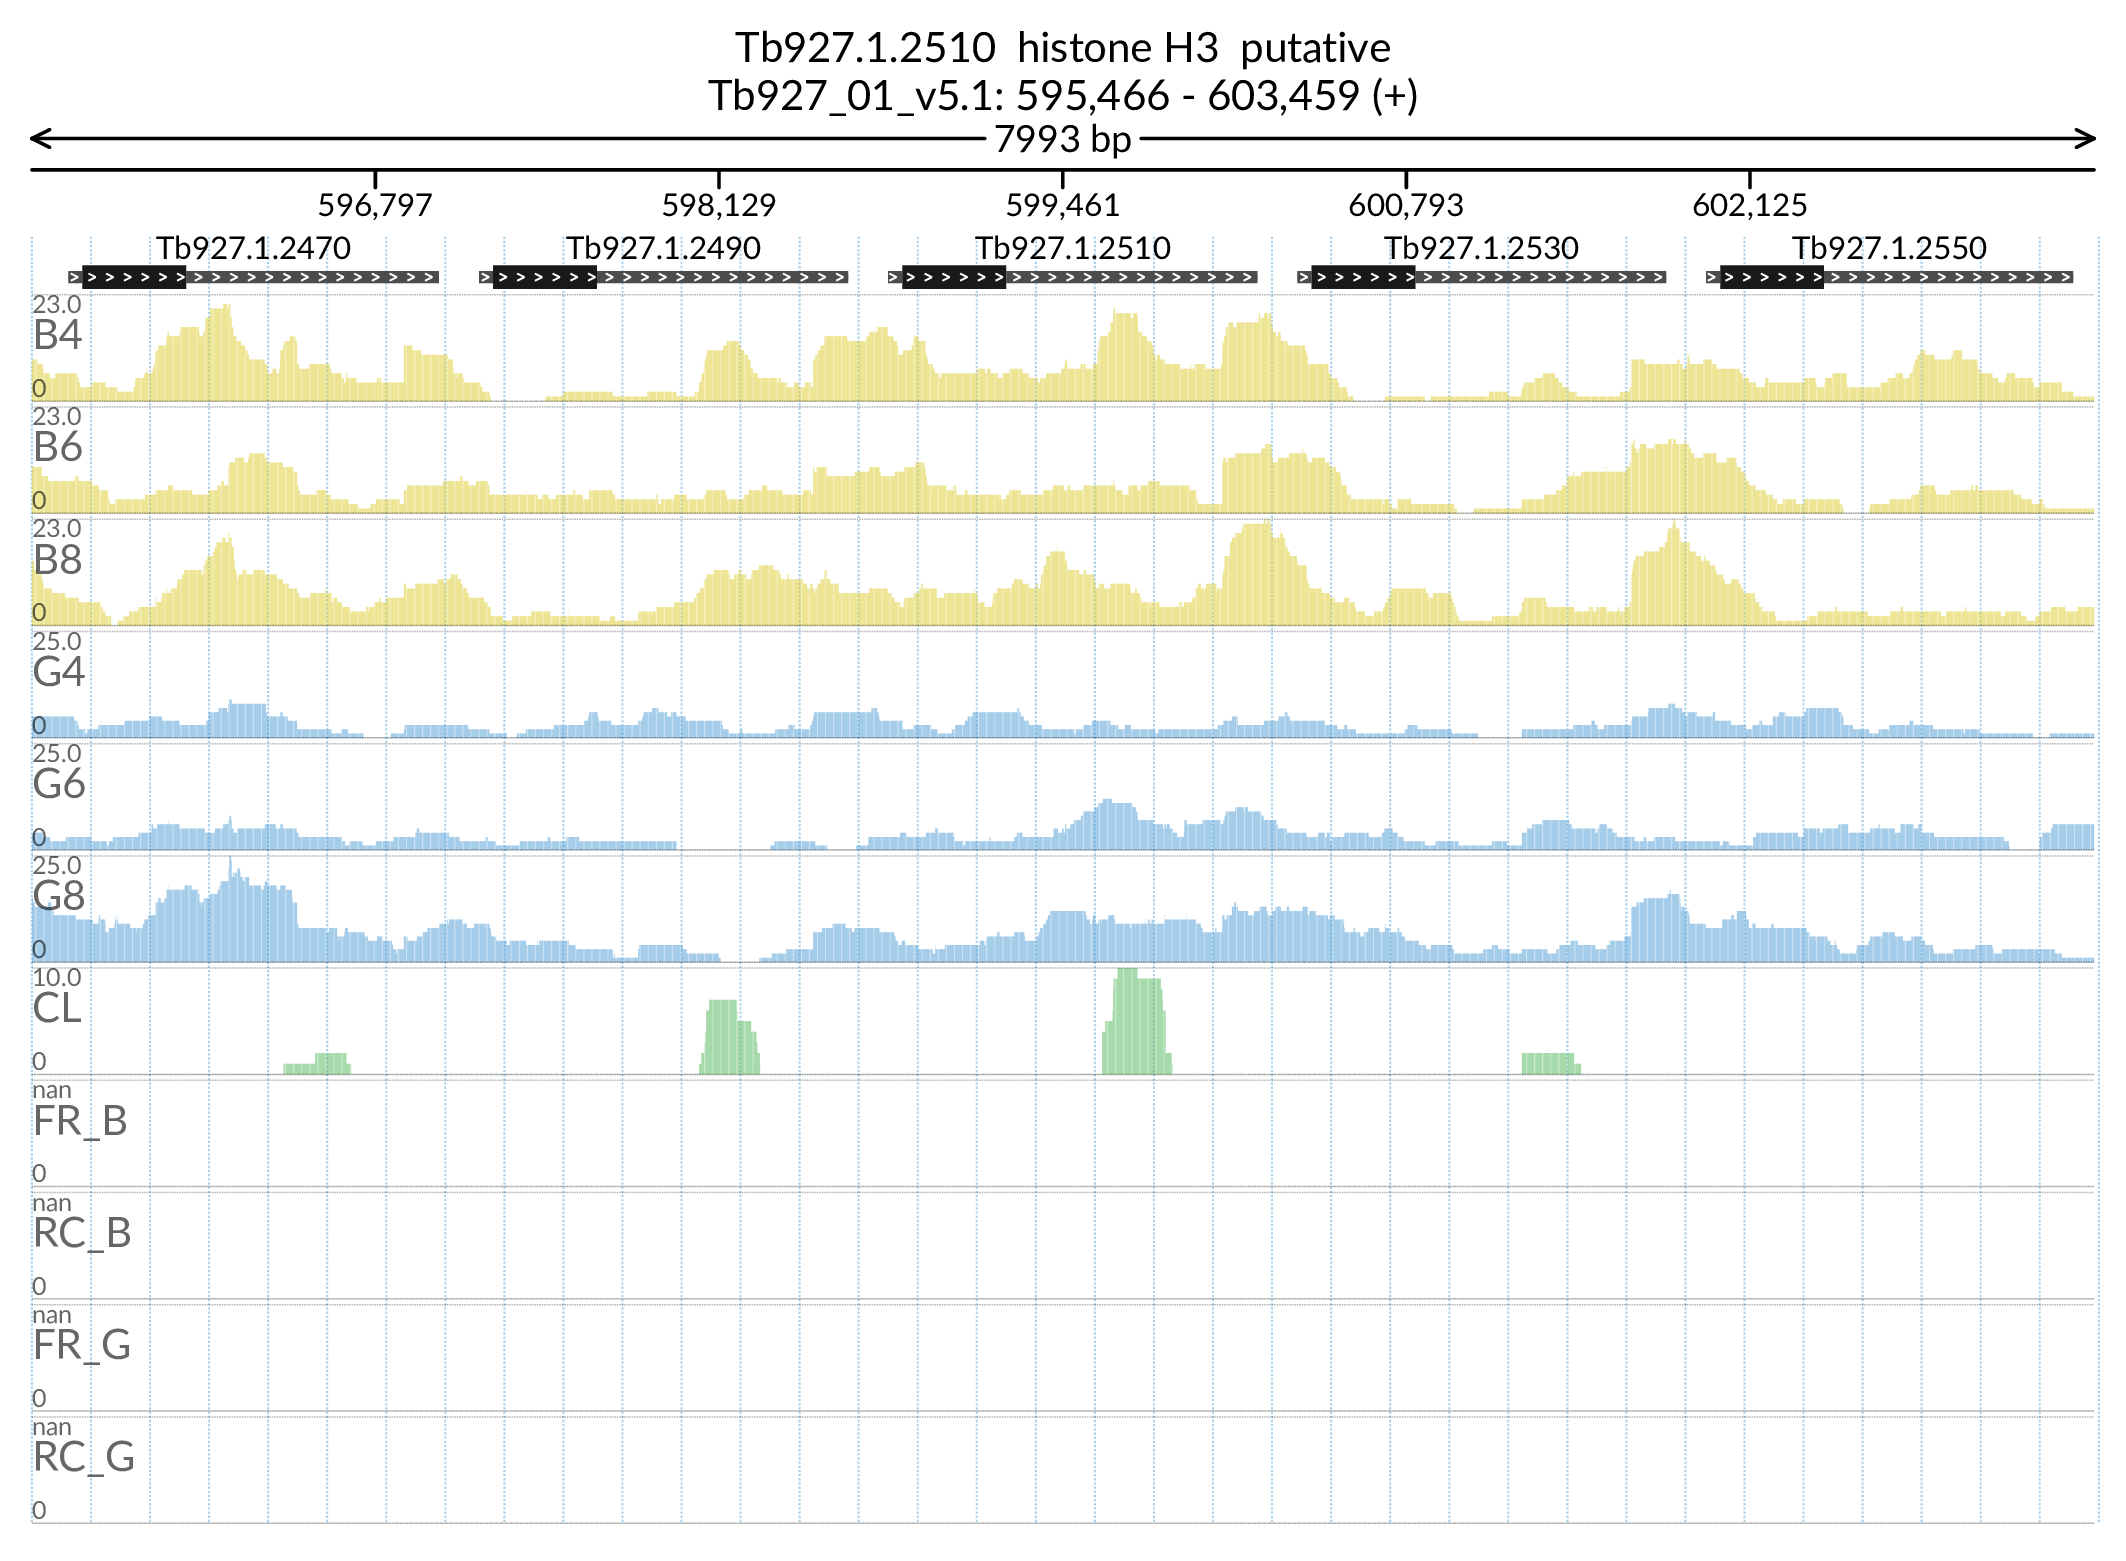 Tb927.1.2510 histone H3 putative
Tb927_01_v5.1: 595,466 - 603,459 (+)
7993 bp
596,797 598,129 599,461 600,793 602,125
Tb927.1.2470 Tb927.1.2490 Tb927.1.2510 Tb927.1.2530 Tb927.1.2550
23.0
B4
0
23.0
B6
0
23.0
B8
0
25.0
G4
0
25.0
G6
0
25.0
G8
0
10.0
CL
0
nan
FR_B
0
nan
RC_B
0
nan
FR_G
0
nan
RC_G
0